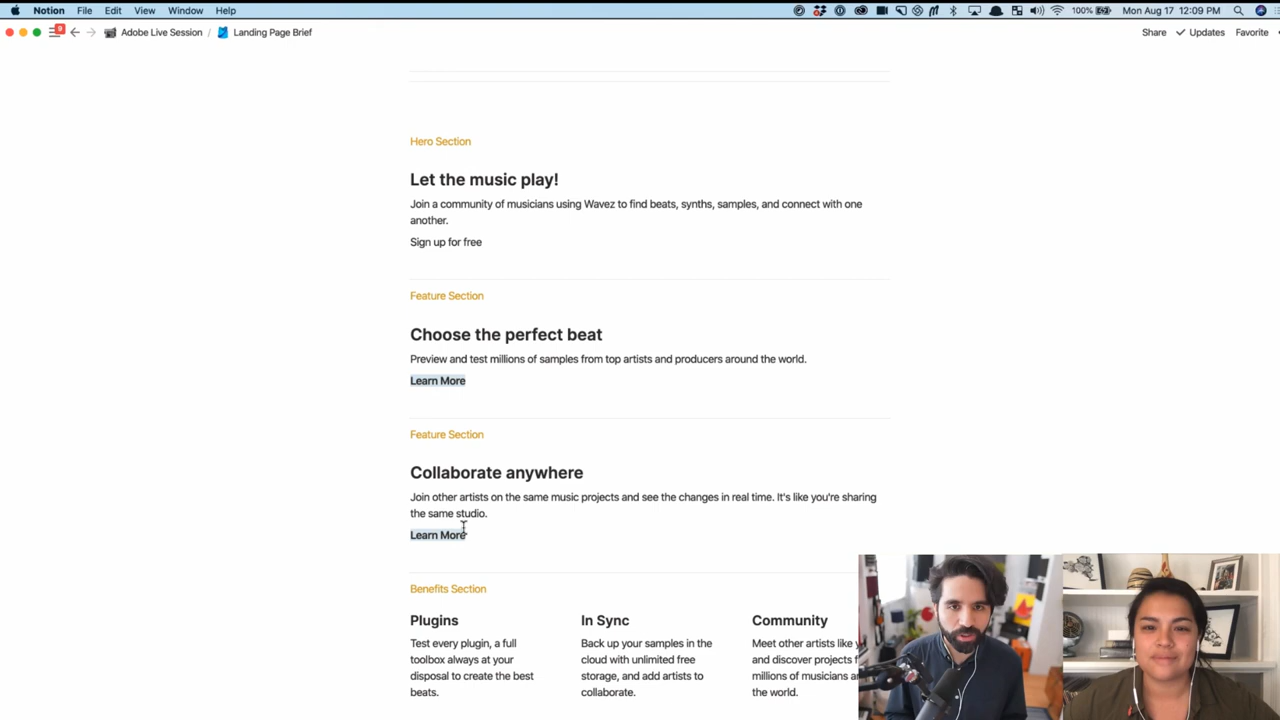 Notion File Edit View Window Help 100% Mon Aug 17 12:09 PM
9 Adobe Live Session / Landing Page Brief Share Updates Favorite
Hero Section
Let the music play!
Join a community of musicians using Wavez to find beats, synths, samples, and connect with one
another.
Sign up for free
Feature Section
Choose the perfect beat
Preview and test millions of samples from top artists and producers around the world.
Learn More
Feature Section
Collaborate anywhere
Join other artists on the same music projects and see the changes in real time. It's like you're sharing
the same studio.
Learn More
Benefits Section
Plugins
Test every plugin, a full
toolbox always at your
disposal to create the best
beats.
In Sync
Back up your samples in the
cloud with unlimited free
storage, and add artists to
collaborate.
Community
Meet other artists like
and discover projects
millions of musicians
the world.